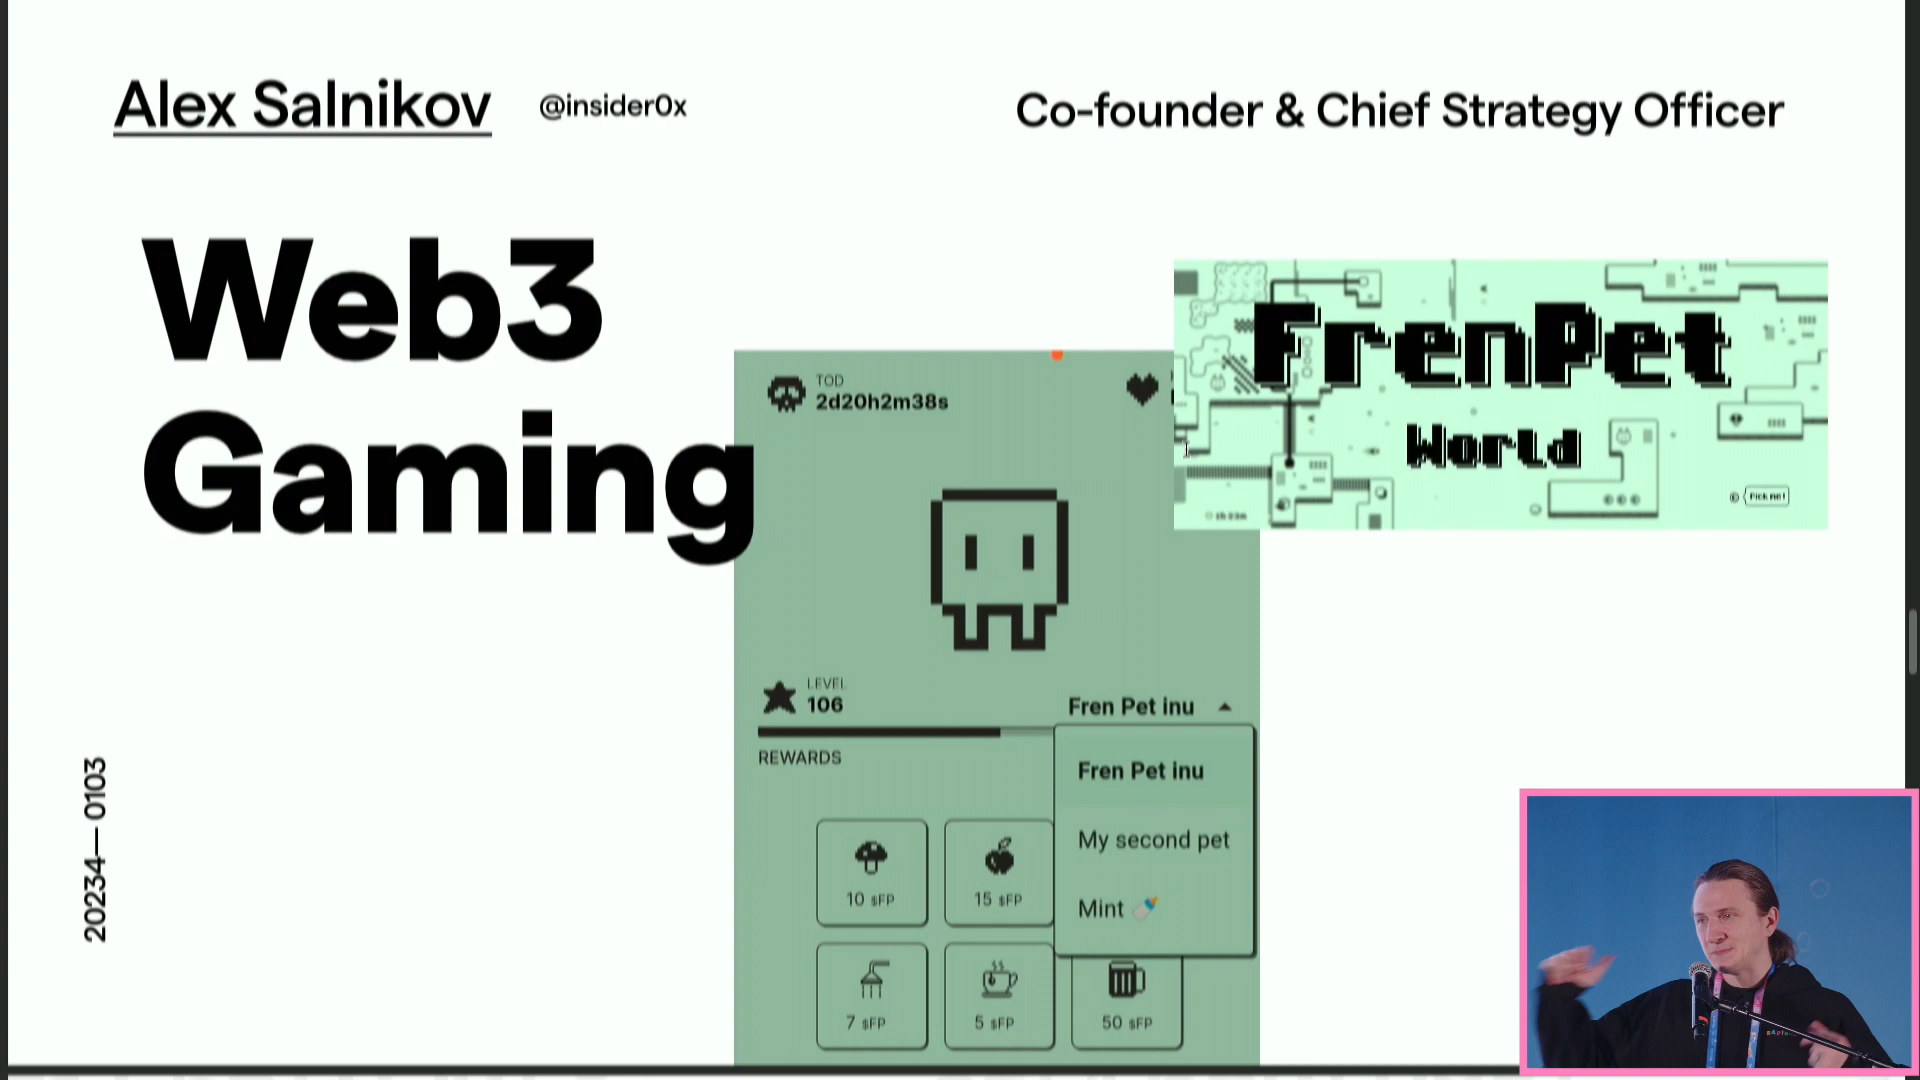 Alex Salnikov
@insider0x
Co-founder & Chief Strategy Officer
Web3
Gaming
FrenPet
World
Pick me!
TOD
2d20h2m38s
LEVEL
106
Fren Pet inu
REWARDS
Fren Pet inu
My second pet
Mint
10 $FP
15 $FP
7 $FP
5 $FP
50 $FP
20234— 0103